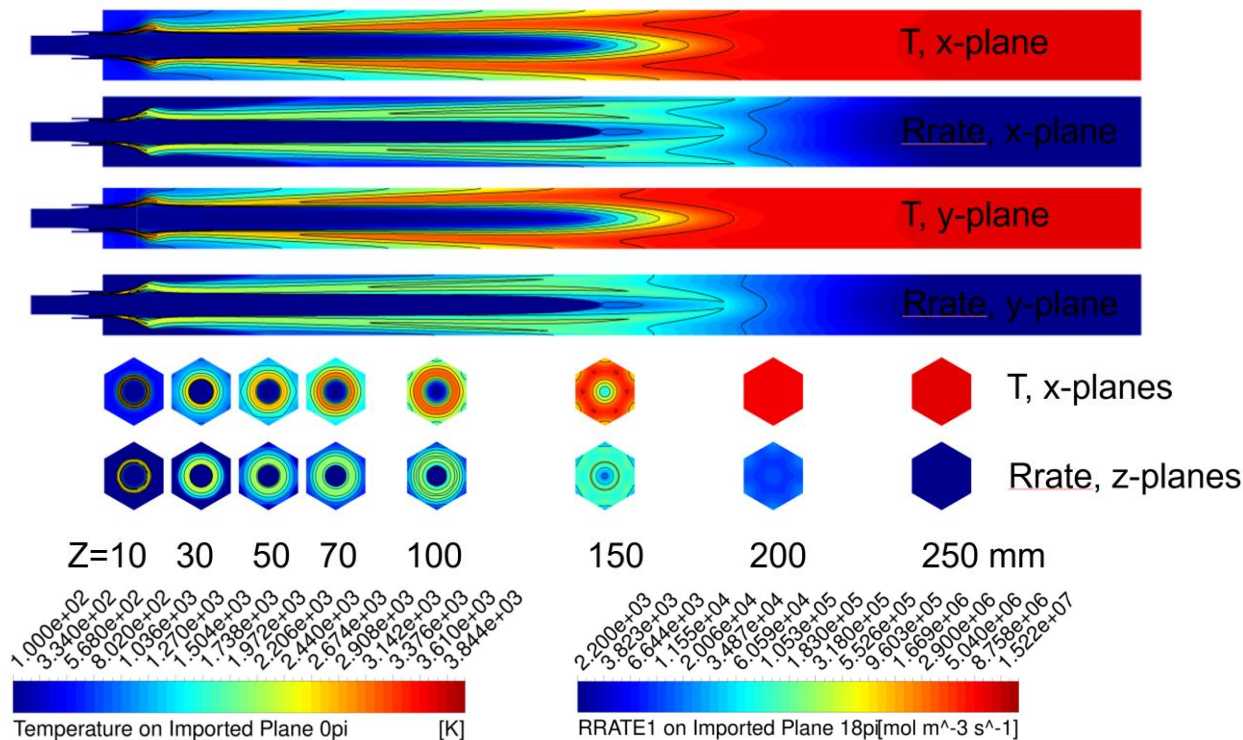 T, x-plane
Rrate, x-plane
T, y-plane
Rrate, y-plane
T, x-planes
Rrate, z-planes
Z=10 30 50 70 100 150 200 250 mm
1.000e+02 3.340e+02 5.680e+02 8.020e+02 1.036e+03 1.270e+03 1.504e+03 1.738e+03 1.972e+03 2.206e+03 2.440e+03 2.674e+03 2.908e+03 3.142e+03 3.376e+03 3.610e+03 3.844e+03
Temperature on Imported Plane 0pi [K]
2.200e+03 3.823e+03 6.644e+03 1.155e+04 2.006e+04 3.487e+04 6.059e+04 1.053e+05 1.830e+05 3.180e+05 5.526e+05 9.603e+05 1.669e+06 2.900e+06 5.040e+06 8.758e+06 1.522e+07
RRATE1 on Imported Plane 18pi[mol m^-3 s^-1]